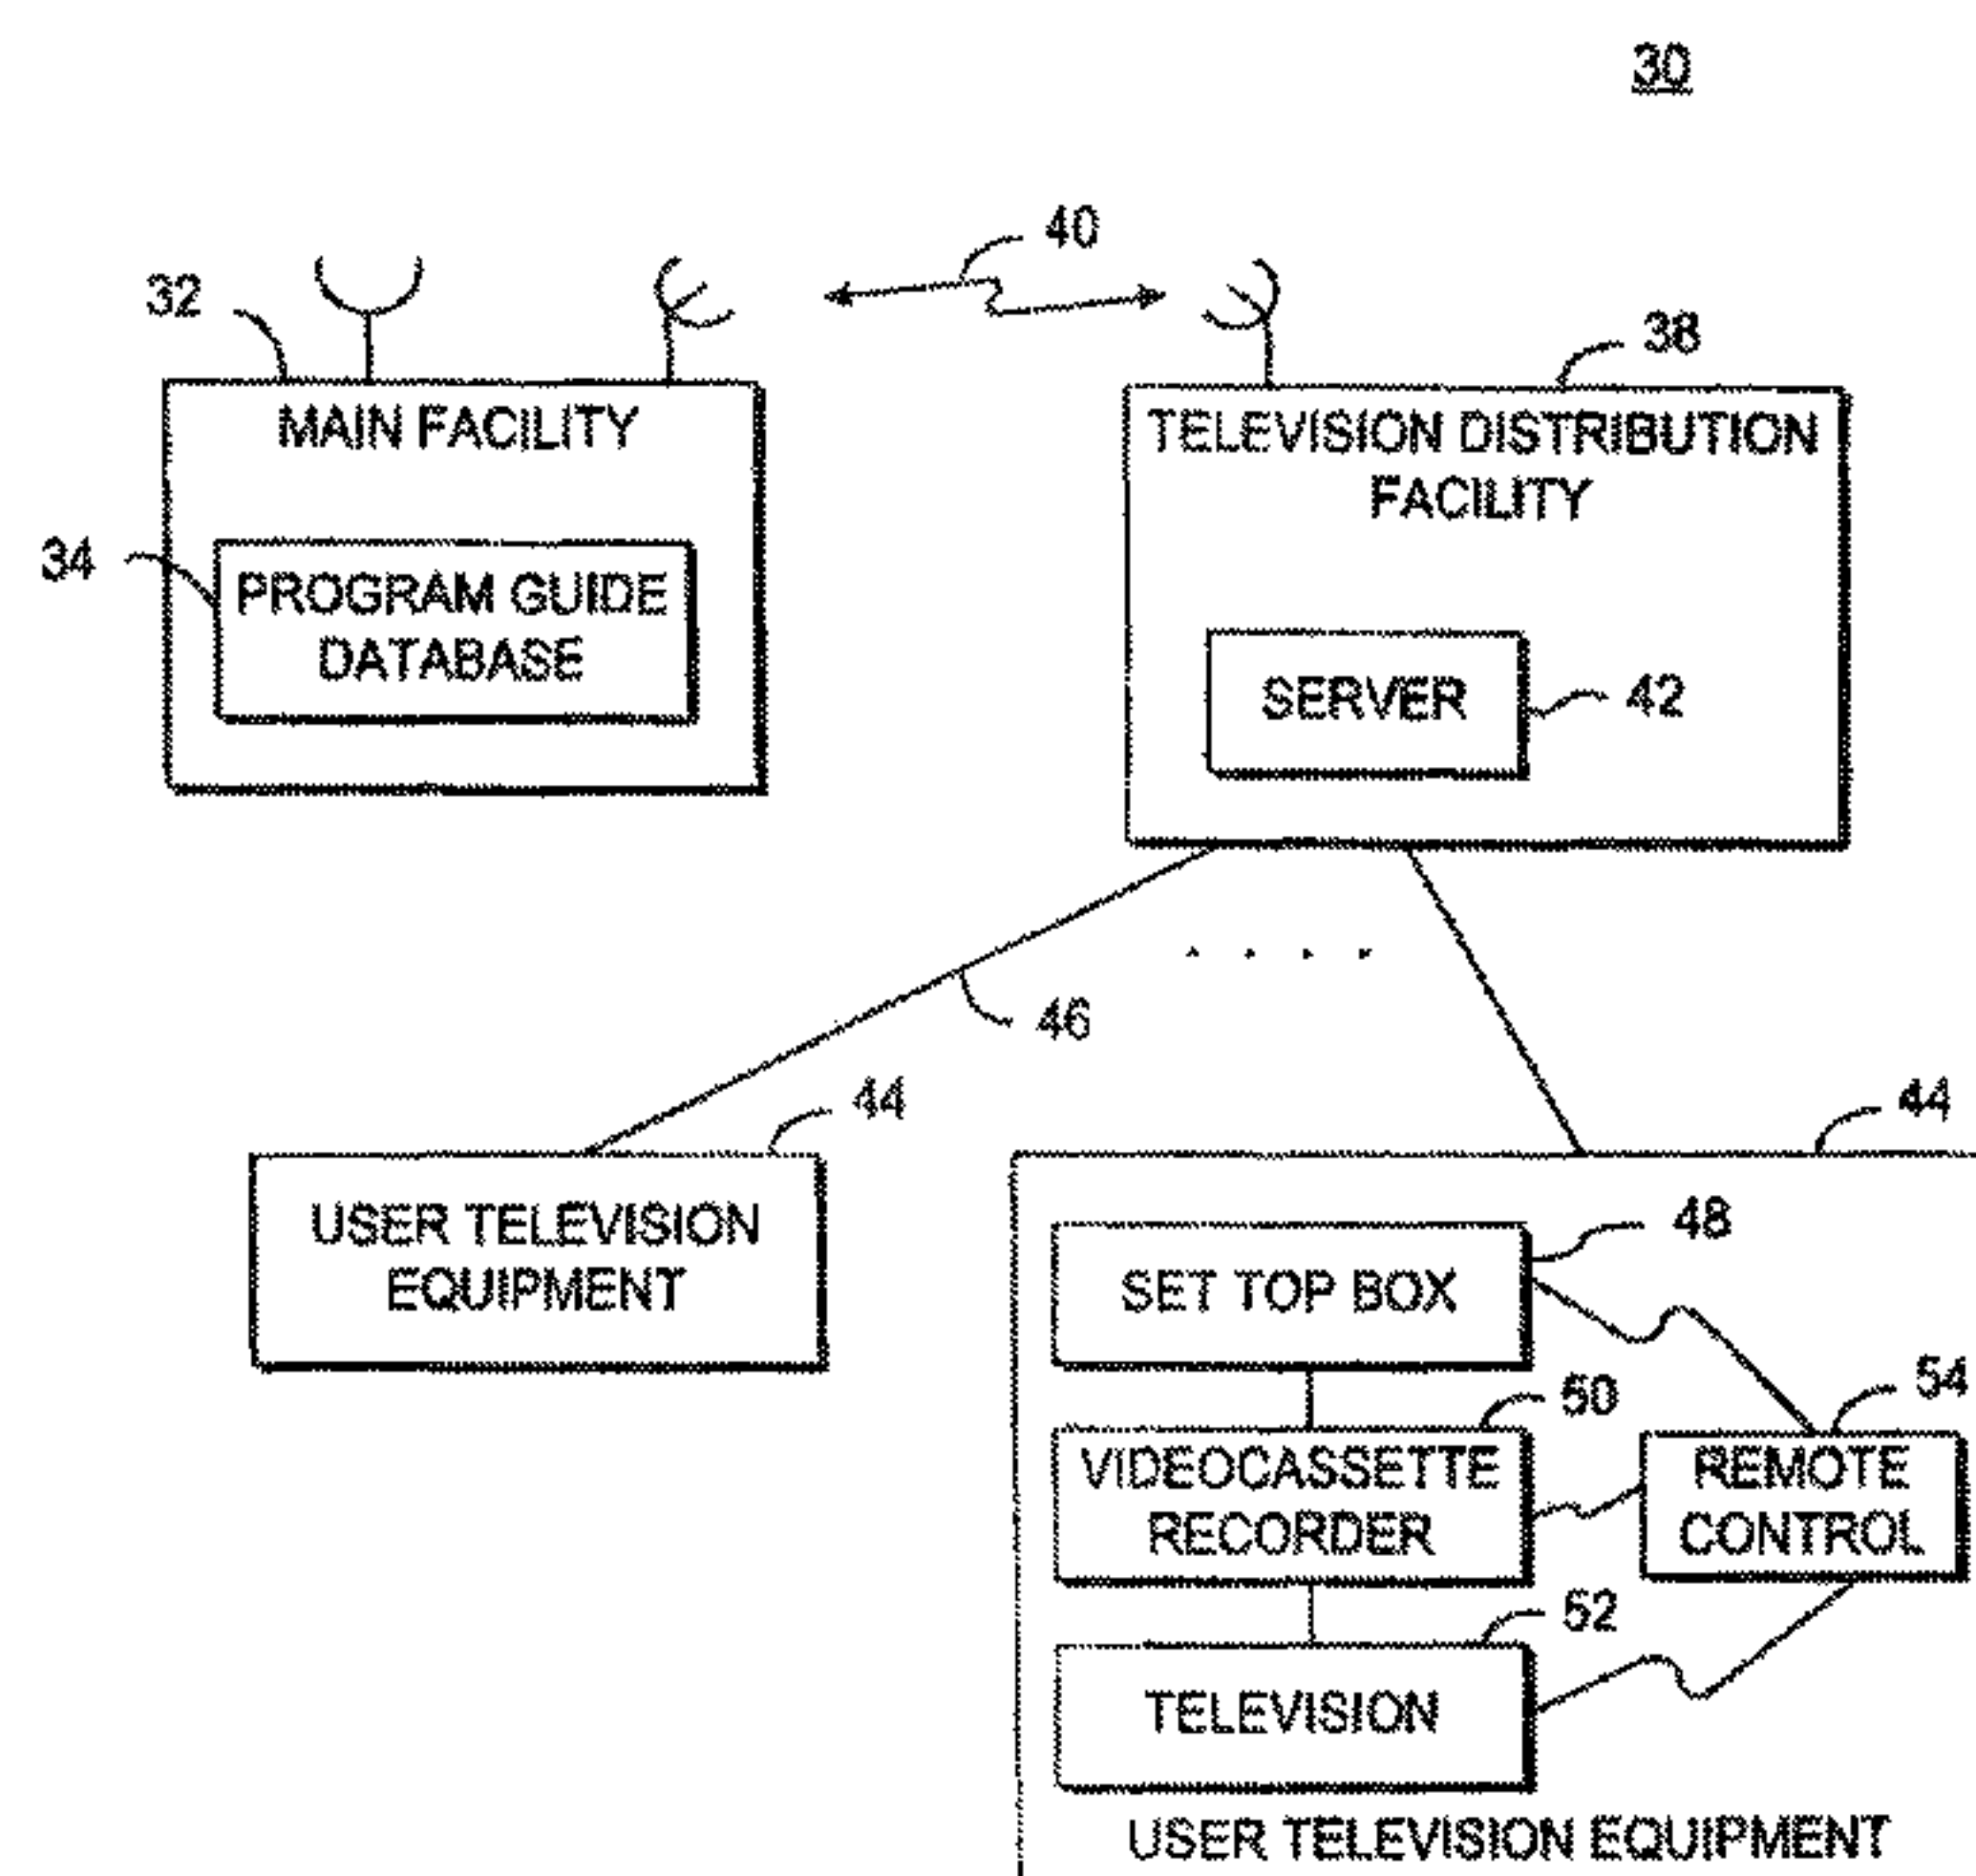 30
40
32
38
MAIN FACILITY
TELEVISION DISTRIBUTION
FACILITY
34
PROGRAM GUIDE
DATABASE
SERVER
42
46
44
44
USER TELEVISION
EQUIPMENT
48
SET TOP BOX
50
54
VIDEOCASSETTE
RECORDER
REMOTE
CONTROL
52
TELEVISION
USER TELEVISION EQUIPMENT